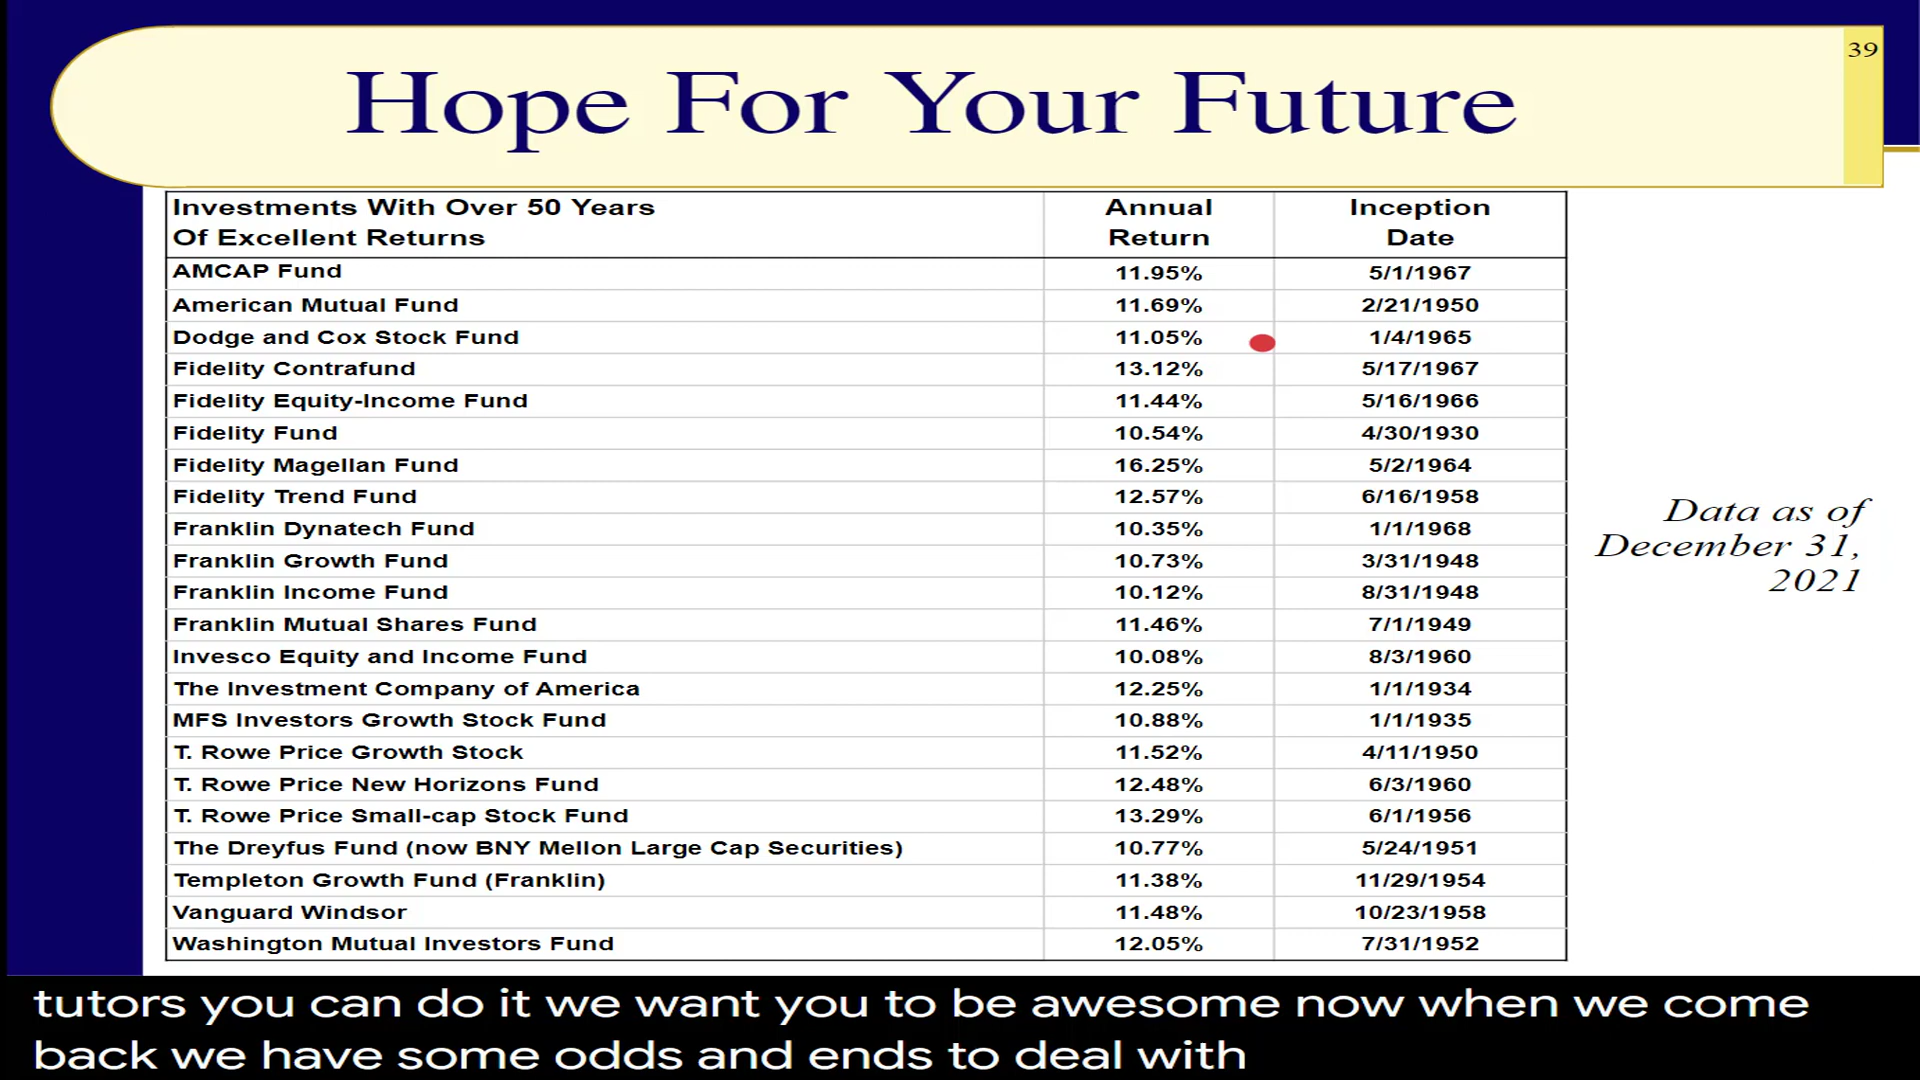 39
Hope For Your Future
Investments With Over 50 Years Of Excellent Returns | Annual Return | Inception Date
AMCAP Fund 11.95% 5/1/1967
American Mutual Fund 11.69% 2/21/1950
Dodge and Cox Stock Fund 11.05% 1/4/1965
Fidelity Contrafund 13.12% 5/17/1967
Fidelity Equity-Income Fund 11.44% 5/16/1966
Fidelity Fund 10.54% 4/30/1930
Fidelity Magellan Fund 16.25% 5/2/1964
Fidelity Trend Fund 12.57% 6/16/1958
Franklin Dynatech Fund 10.35% 1/1/1968
Franklin Growth Fund 10.73% 3/31/1948
Franklin Income Fund 10.12% 8/31/1948
Franklin Mutual Shares Fund 11.46% 7/1/1949
Invesco Equity and Income Fund 10.08% 8/3/1960
The Investment Company of America 12.25% 1/1/1934
MFS Investors Growth Stock Fund 10.88% 1/1/1935
T. Rowe Price Growth Stock 11.52% 4/11/1950
T. Rowe Price New Horizons Fund 12.48% 6/3/1960
T. Rowe Price Small-cap Stock Fund 13.29% 6/1/1956
The Dreyfus Fund (now BNY Mellon Large Cap Securities) 10.77% 5/24/1951
Templeton Growth Fund (Franklin) 11.38% 11/29/1954
Vanguard Windsor 11.48% 10/23/1958
Washington Mutual Investors Fund 12.05% 7/31/1952
Data as of
December 31,
2021
tutors you can do it we want you to be awesome now when we come
back we have some odds and ends to deal with